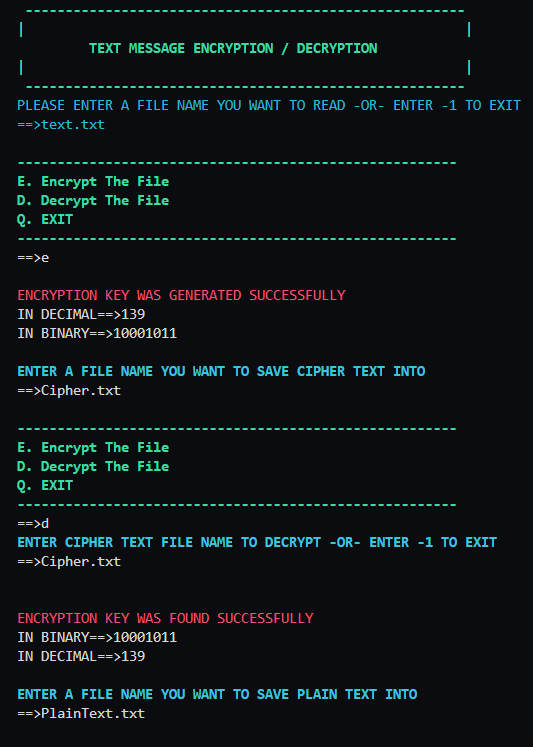 -------------------------------------------------------
|                                                       |
TEXT MESSAGE ENCRYPTION / DECRYPTION
|                                                       |
-------------------------------------------------------
PLEASE ENTER A FILE NAME YOU WANT TO READ -OR- ENTER -1 TO EXIT
==>text.txt
-------------------------------------------------------
E. Encrypt The File
D. Decrypt The File
Q. EXIT
-------------------------------------------------------
==>e
ENCRYPTION KEY WAS GENERATED SUCCESSFULLY
IN DECIMAL==>139
IN BINARY==>10001011
ENTER A FILE NAME YOU WANT TO SAVE CIPHER TEXT INTO
==>Cipher.txt
-------------------------------------------------------
E. Encrypt The File
D. Decrypt The File
Q. EXIT
-------------------------------------------------------
==>d
ENTER CIPHER TEXT FILE NAME TO DECRYPT -OR- ENTER -1 TO EXIT
==>Cipher.txt
ENCRYPTION KEY WAS FOUND SUCCESSFULLY
IN BINARY==>10001011
IN DECIMAL==>139
ENTER A FILE NAME YOU WANT TO SAVE PLAIN TEXT INTO
==>PlainText.txt